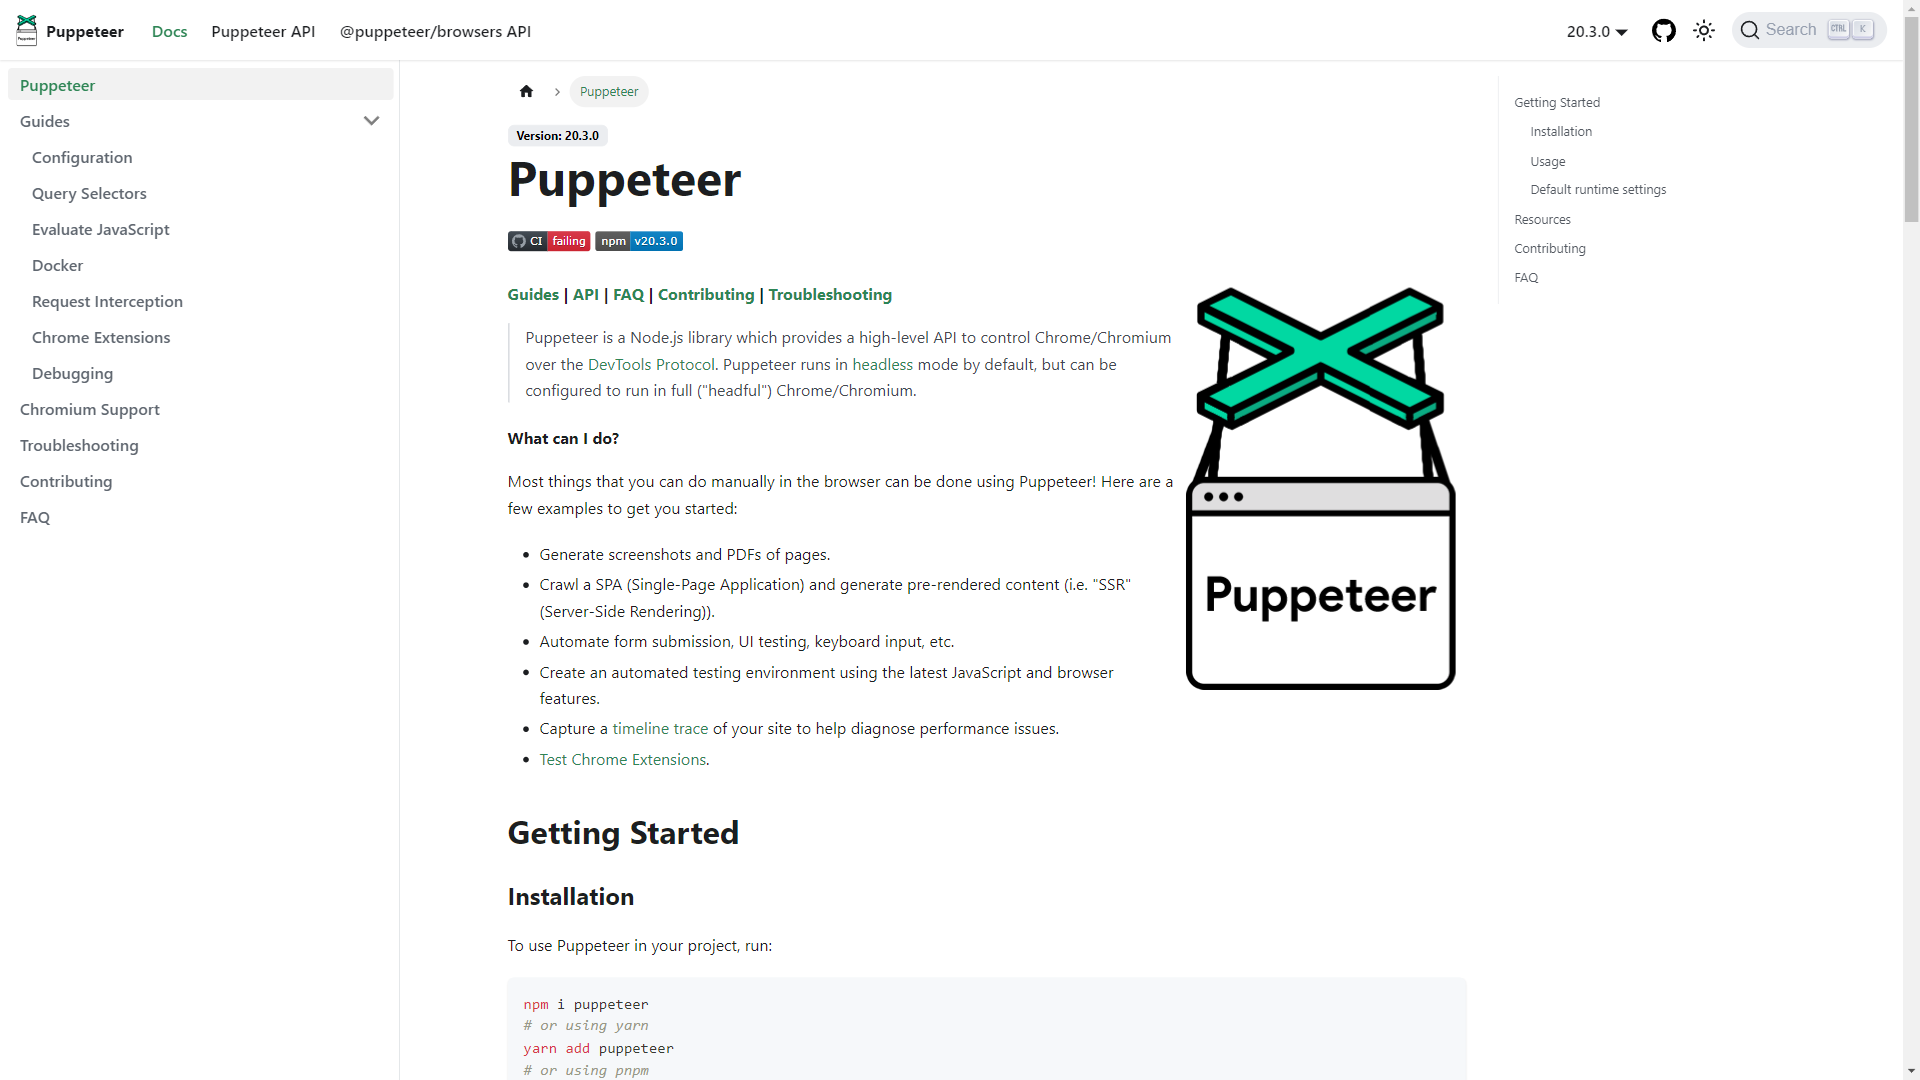 Puppeteer Docs Puppeteer API @puppeteer/browsers API 20.3.0 Search CTRL K
Puppeteer
Guides
Configuration
Query Selectors
Evaluate JavaScript
Docker
Request Interception
Chrome Extensions
Debugging
Chromium Support
Troubleshooting
Contributing
FAQ
Puppeteer
Version: 20.3.0
Puppeteer
CI failing npm v20.3.0
Guides | API | FAQ | Contributing | Troubleshooting
Puppeteer is a Node.js library which provides a high-level API to control Chrome/Chromium
over the DevTools Protocol. Puppeteer runs in headless mode by default, but can be
configured to run in full ("headful") Chrome/Chromium.
What can I do?
Most things that you can do manually in the browser can be done using Puppeteer! Here are a
few examples to get you started:
Generate screenshots and PDFs of pages.
Crawl a SPA (Single-Page Application) and generate pre-rendered content (i.e. "SSR"
(Server-Side Rendering)).
Automate form submission, UI testing, keyboard input, etc.
Create an automated testing environment using the latest JavaScript and browser
features.
Capture a timeline trace of your site to help diagnose performance issues.
Test Chrome Extensions.
Puppeteer
Getting Started
Installation
To use Puppeteer in your project, run:
npm i puppeteer
# or using yarn
yarn add puppeteer
# or using pnpm
Getting Started
Installation
Usage
Default runtime settings
Resources
Contributing
FAQ